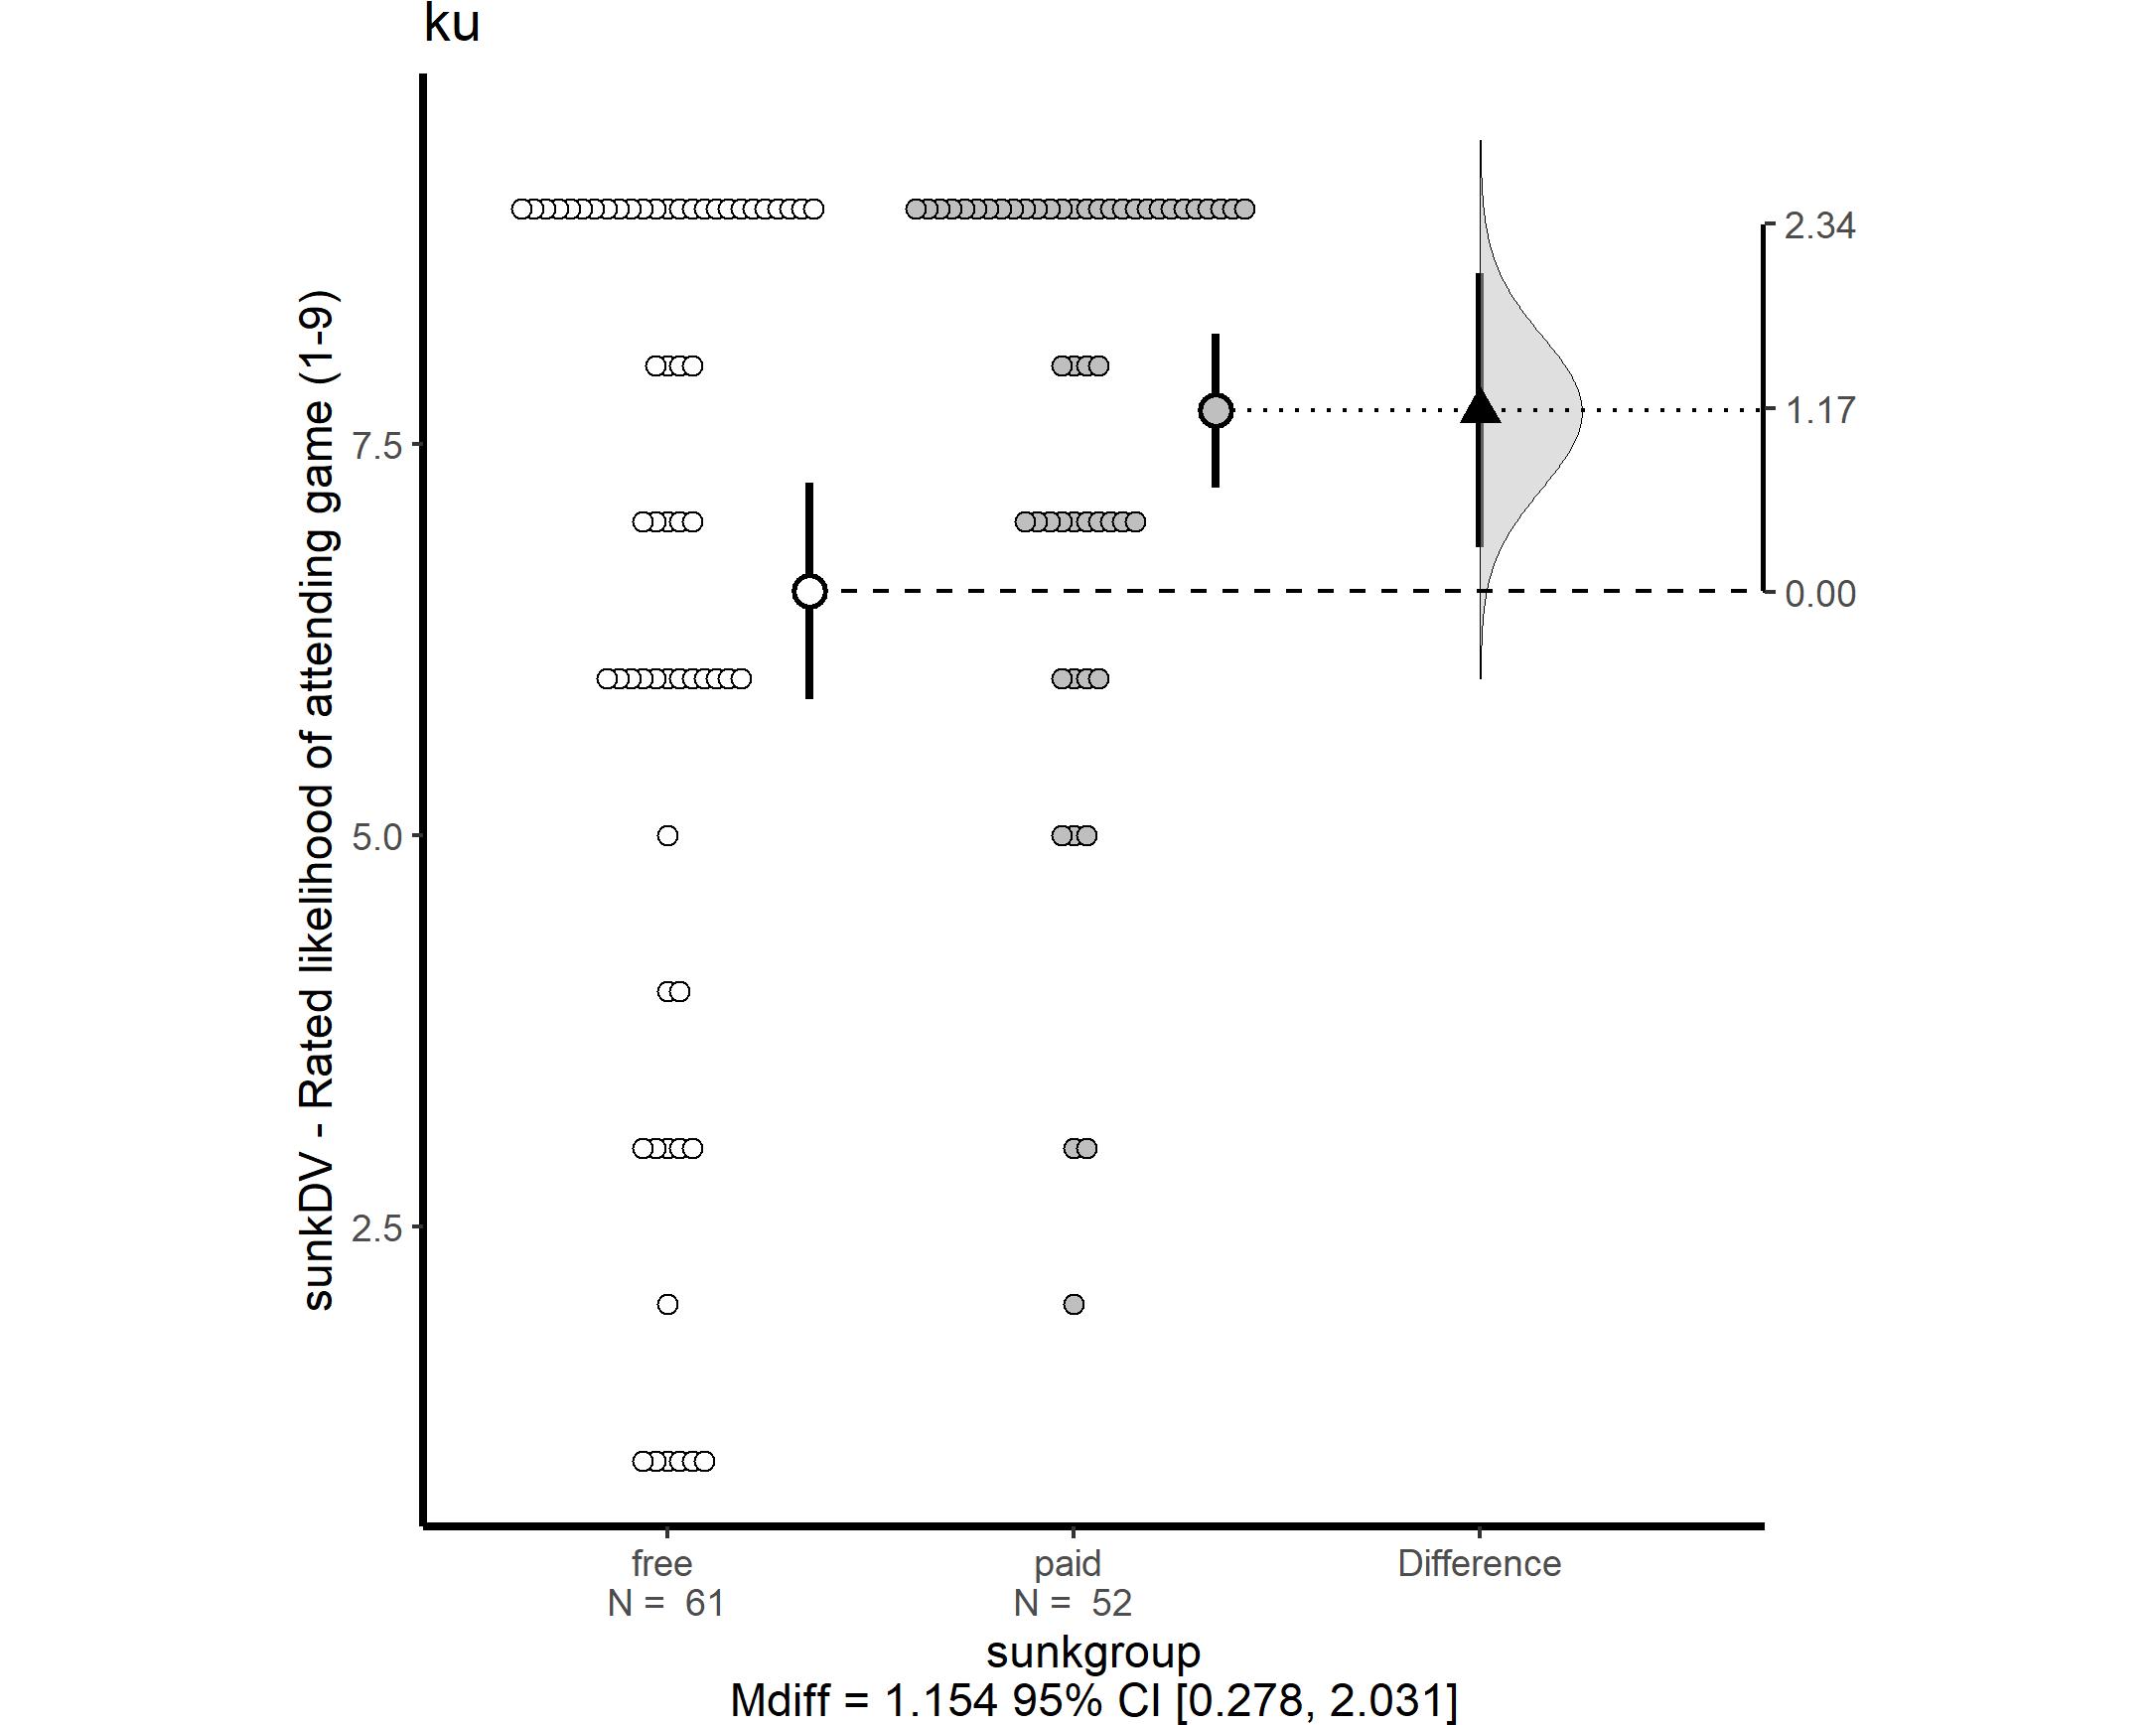 ku
sunkDV - Rated likelihood of attending game (1-9)
7.5
5.0
2.5
2.34
1.17
0.00
free
N =  61
paid
N =  52
Difference
sunkgroup
Mdiff = 1.154 95% CI [0.278, 2.031]